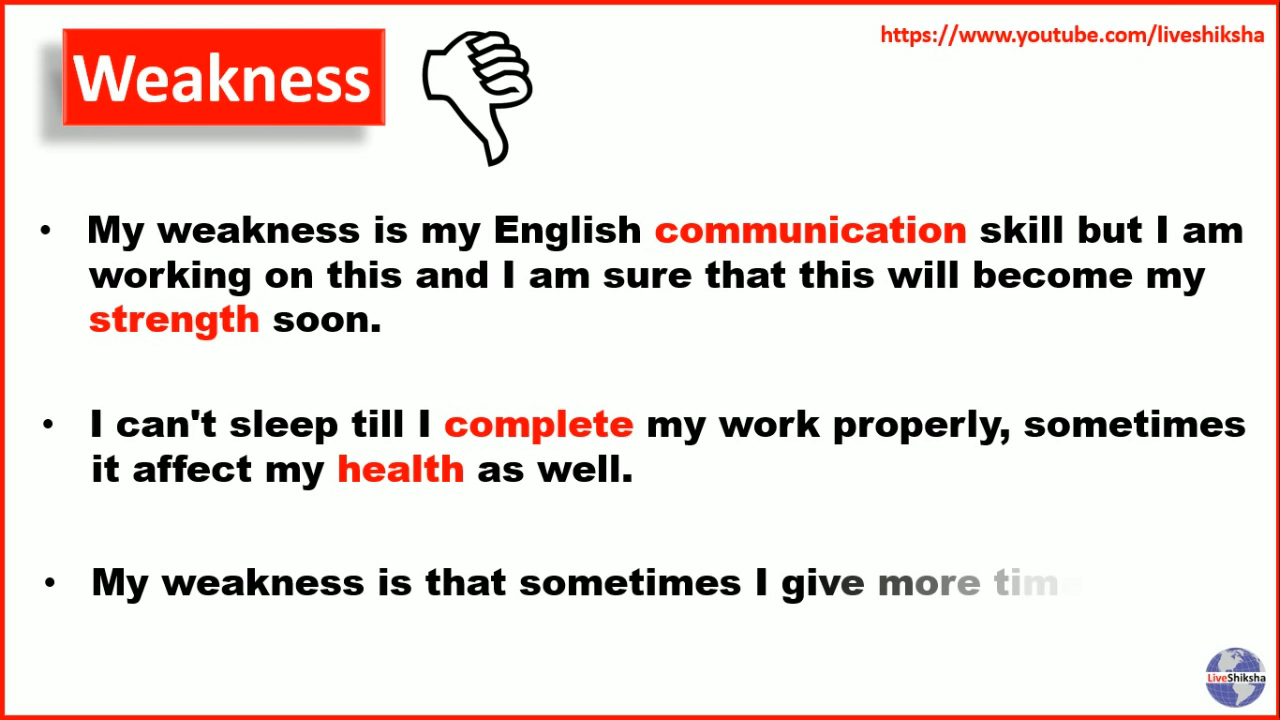 Weakness
https://www.youtube.com/liveshiksha
• My weakness is my English communication skill but I am
working on this and I am sure that this will become my
strength soon.
• I can't sleep till I complete my work properly, sometimes
it affect my health as well.
• My weakness is that sometimes I give more time
LiveShiksha